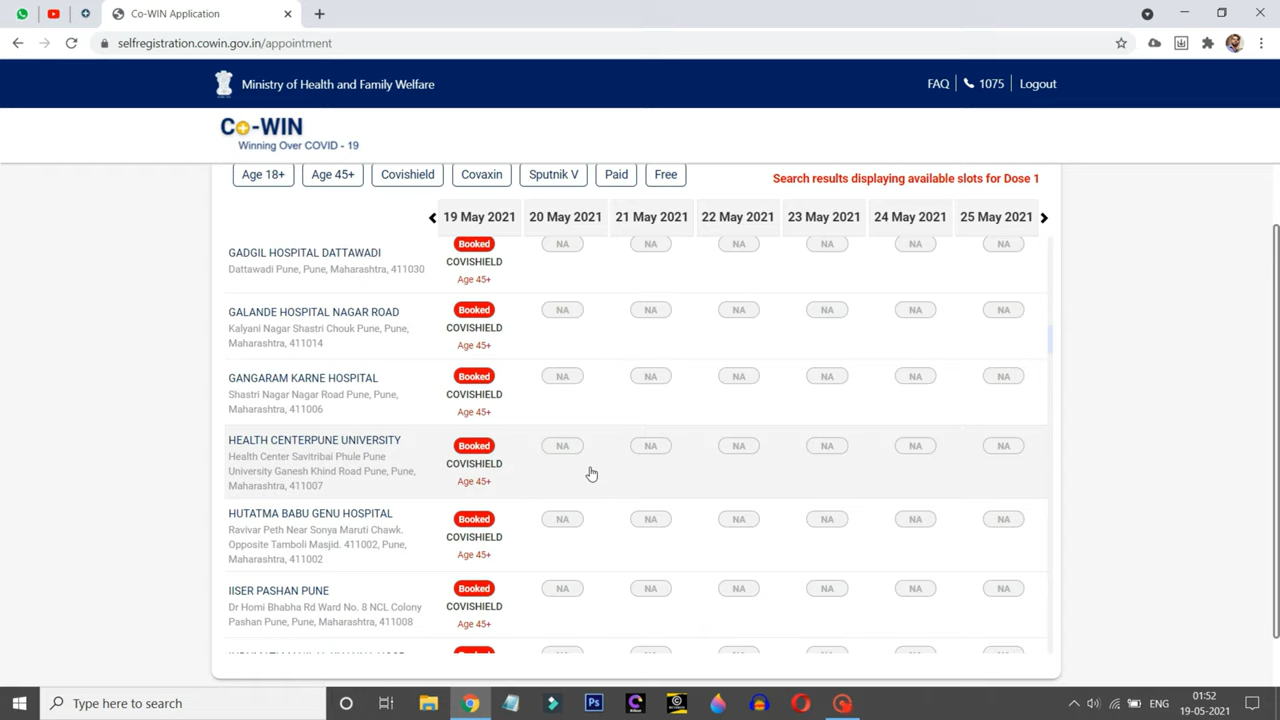 Co-WIN Application
selfregistration.cowin.gov.in/appointment
Ministry of Health and Family Welfare
FAQ 1075 Logout
Co-WIN
Winning Over COVID - 19
Age 18+ Age 45+ Covishield Covaxin Sputnik V Paid Free
Search results displaying available slots for Dose 1
19 May 2021 20 May 2021 21 May 2021 22 May 2021 23 May 2021 24 May 2021 25 May 2021
GADGIL HOSPITAL DATTAWADI
Dattawadi Pune, Pune, Maharashtra, 411030
Booked NA NA NA NA NA NA
COVISHIELD
Age 45+
GALANDE HOSPITAL NAGAR ROAD
Kalyani Nagar Shastri Chouk Pune, Pune,
Maharashtra, 411014
Booked NA NA NA NA NA NA
COVISHIELD
Age 45+
GANGARAM KARNE HOSPITAL
Shastri Nagar Nagar Road Pune, Pune,
Maharashtra, 411006
Booked NA NA NA NA NA NA
COVISHIELD
Age 45+
HEALTH CENTERPUNE UNIVERSITY
Health Center Savitribai Phule Pune
University Ganesh Khind Road Pune, Pune,
Maharashtra, 411007
Booked NA NA NA NA NA NA
COVISHIELD
Age 45+
HUTATMA BABU GENU HOSPITAL
Ravivar Peth Near Sonya Maruti Chawk.
Opposite Tamboli Masjid. 411002, Pune,
Maharashtra, 411002
Booked NA NA NA NA NA NA
COVISHIELD
Age 45+
IISER PASHAN PUNE
Dr Homi Bhabha Rd Ward No. 8 NCL Colony
Pashan Pune, Pune, Maharashtra, 411008
Booked NA NA NA NA NA NA
COVISHIELD
Age 45+
Type here to search
Ps
ENG
01:52
19-05-2021